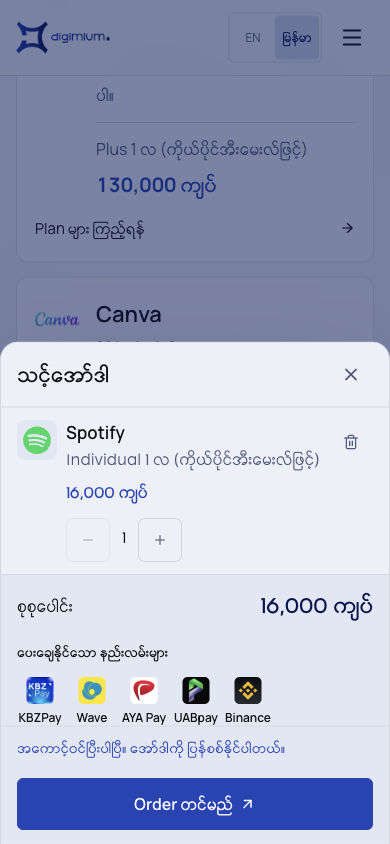 digimium.
EN
မြန်မာ
ပါ။
Plus 1 လ (ကိုယ်ပိုင်အီးမေးလ်ဖြင့်)
130,000 ကျပ်
Plan များ ကြည့်ရန်
Canva
Canva
သင့်အော်ဒါ
Spotify
Individual 1 လ (ကိုယ်ပိုင်အီးမေးလ်ဖြင့်)
16,000 ကျပ်
1
စုစုပေါင်း
16,000 ကျပ်
ပေးချေနိုင်သော နည်းလမ်းများ
KBZ Pay
KBZPay
Wave
AYA Pay
UABpay
Binance
အကောင့်ဝင်ပြီးပါပြီ။ အော်ဒါကို ပြန်စစ်နိုင်ပါတယ်။
Order တင်မည်